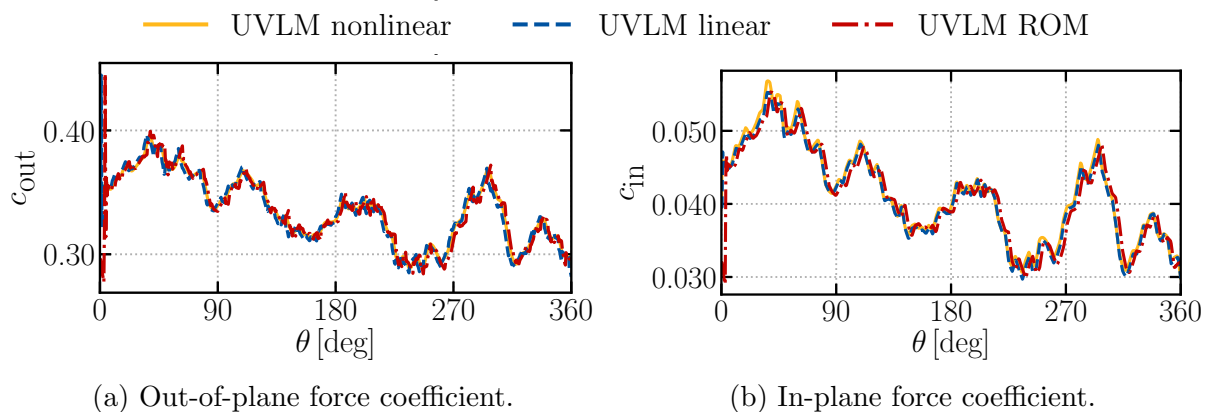 UVLM nonlinear UVLM linear UVLM ROM
0.40
0.30
c_out
0 90 180 270 360
θ [deg]
(a) Out-of-plane force coefficient.
0.050
0.040
0.030
c_in
0 90 180 270 360
θ [deg]
(b) In-plane force coefficient.